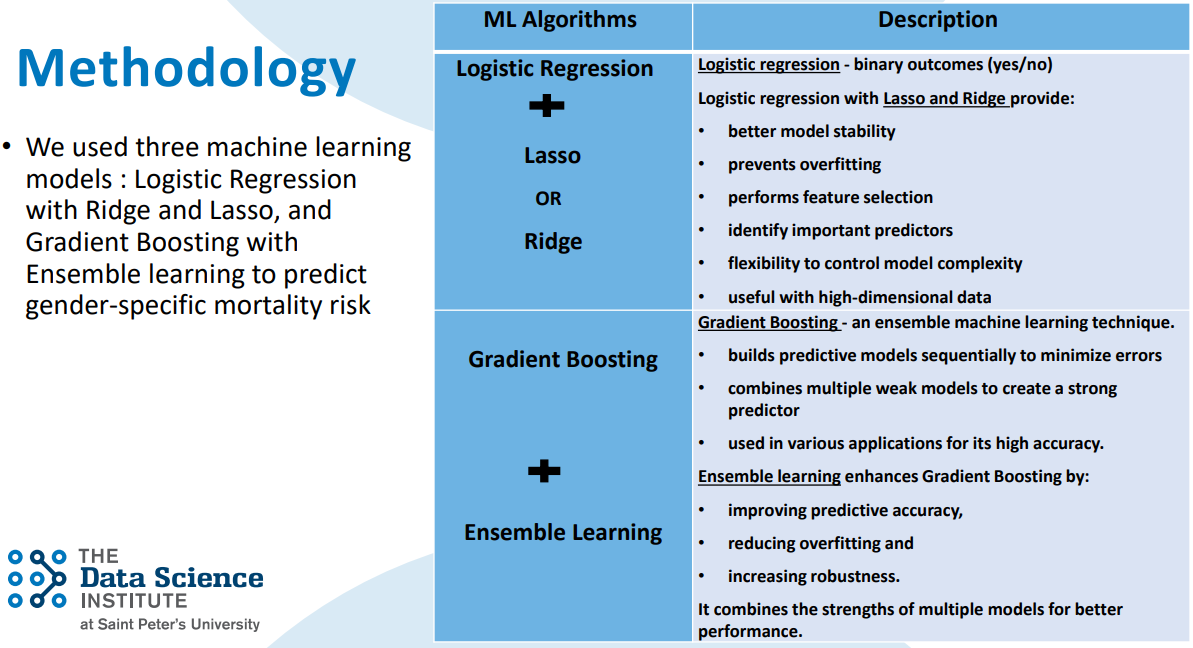 Methodology
• We used three machine learning
models : Logistic Regression
with Ridge and Lasso, and
Gradient Boosting with
Ensemble learning to predict
gender-specific mortality risk
THE
Data Science
INSTITUTE
at Saint Peter's University
ML Algorithms
Description
Logistic Regression
+
Lasso
OR
Ridge
Logistic regression - binary outcomes (yes/no)
Logistic regression with Lasso and Ridge provide:
• better model stability
• prevents overfitting
• performs feature selection
• identify important predictors
• flexibility to control model complexity
• useful with high-dimensional data
Gradient Boosting
+
Ensemble Learning
Gradient Boosting - an ensemble machine learning technique.
• builds predictive models sequentially to minimize errors
• combines multiple weak models to create a strong
predictor
• used in various applications for its high accuracy.
Ensemble learning enhances Gradient Boosting by:
• improving predictive accuracy,
• reducing overfitting and
• increasing robustness.
It combines the strengths of multiple models for better
performance.